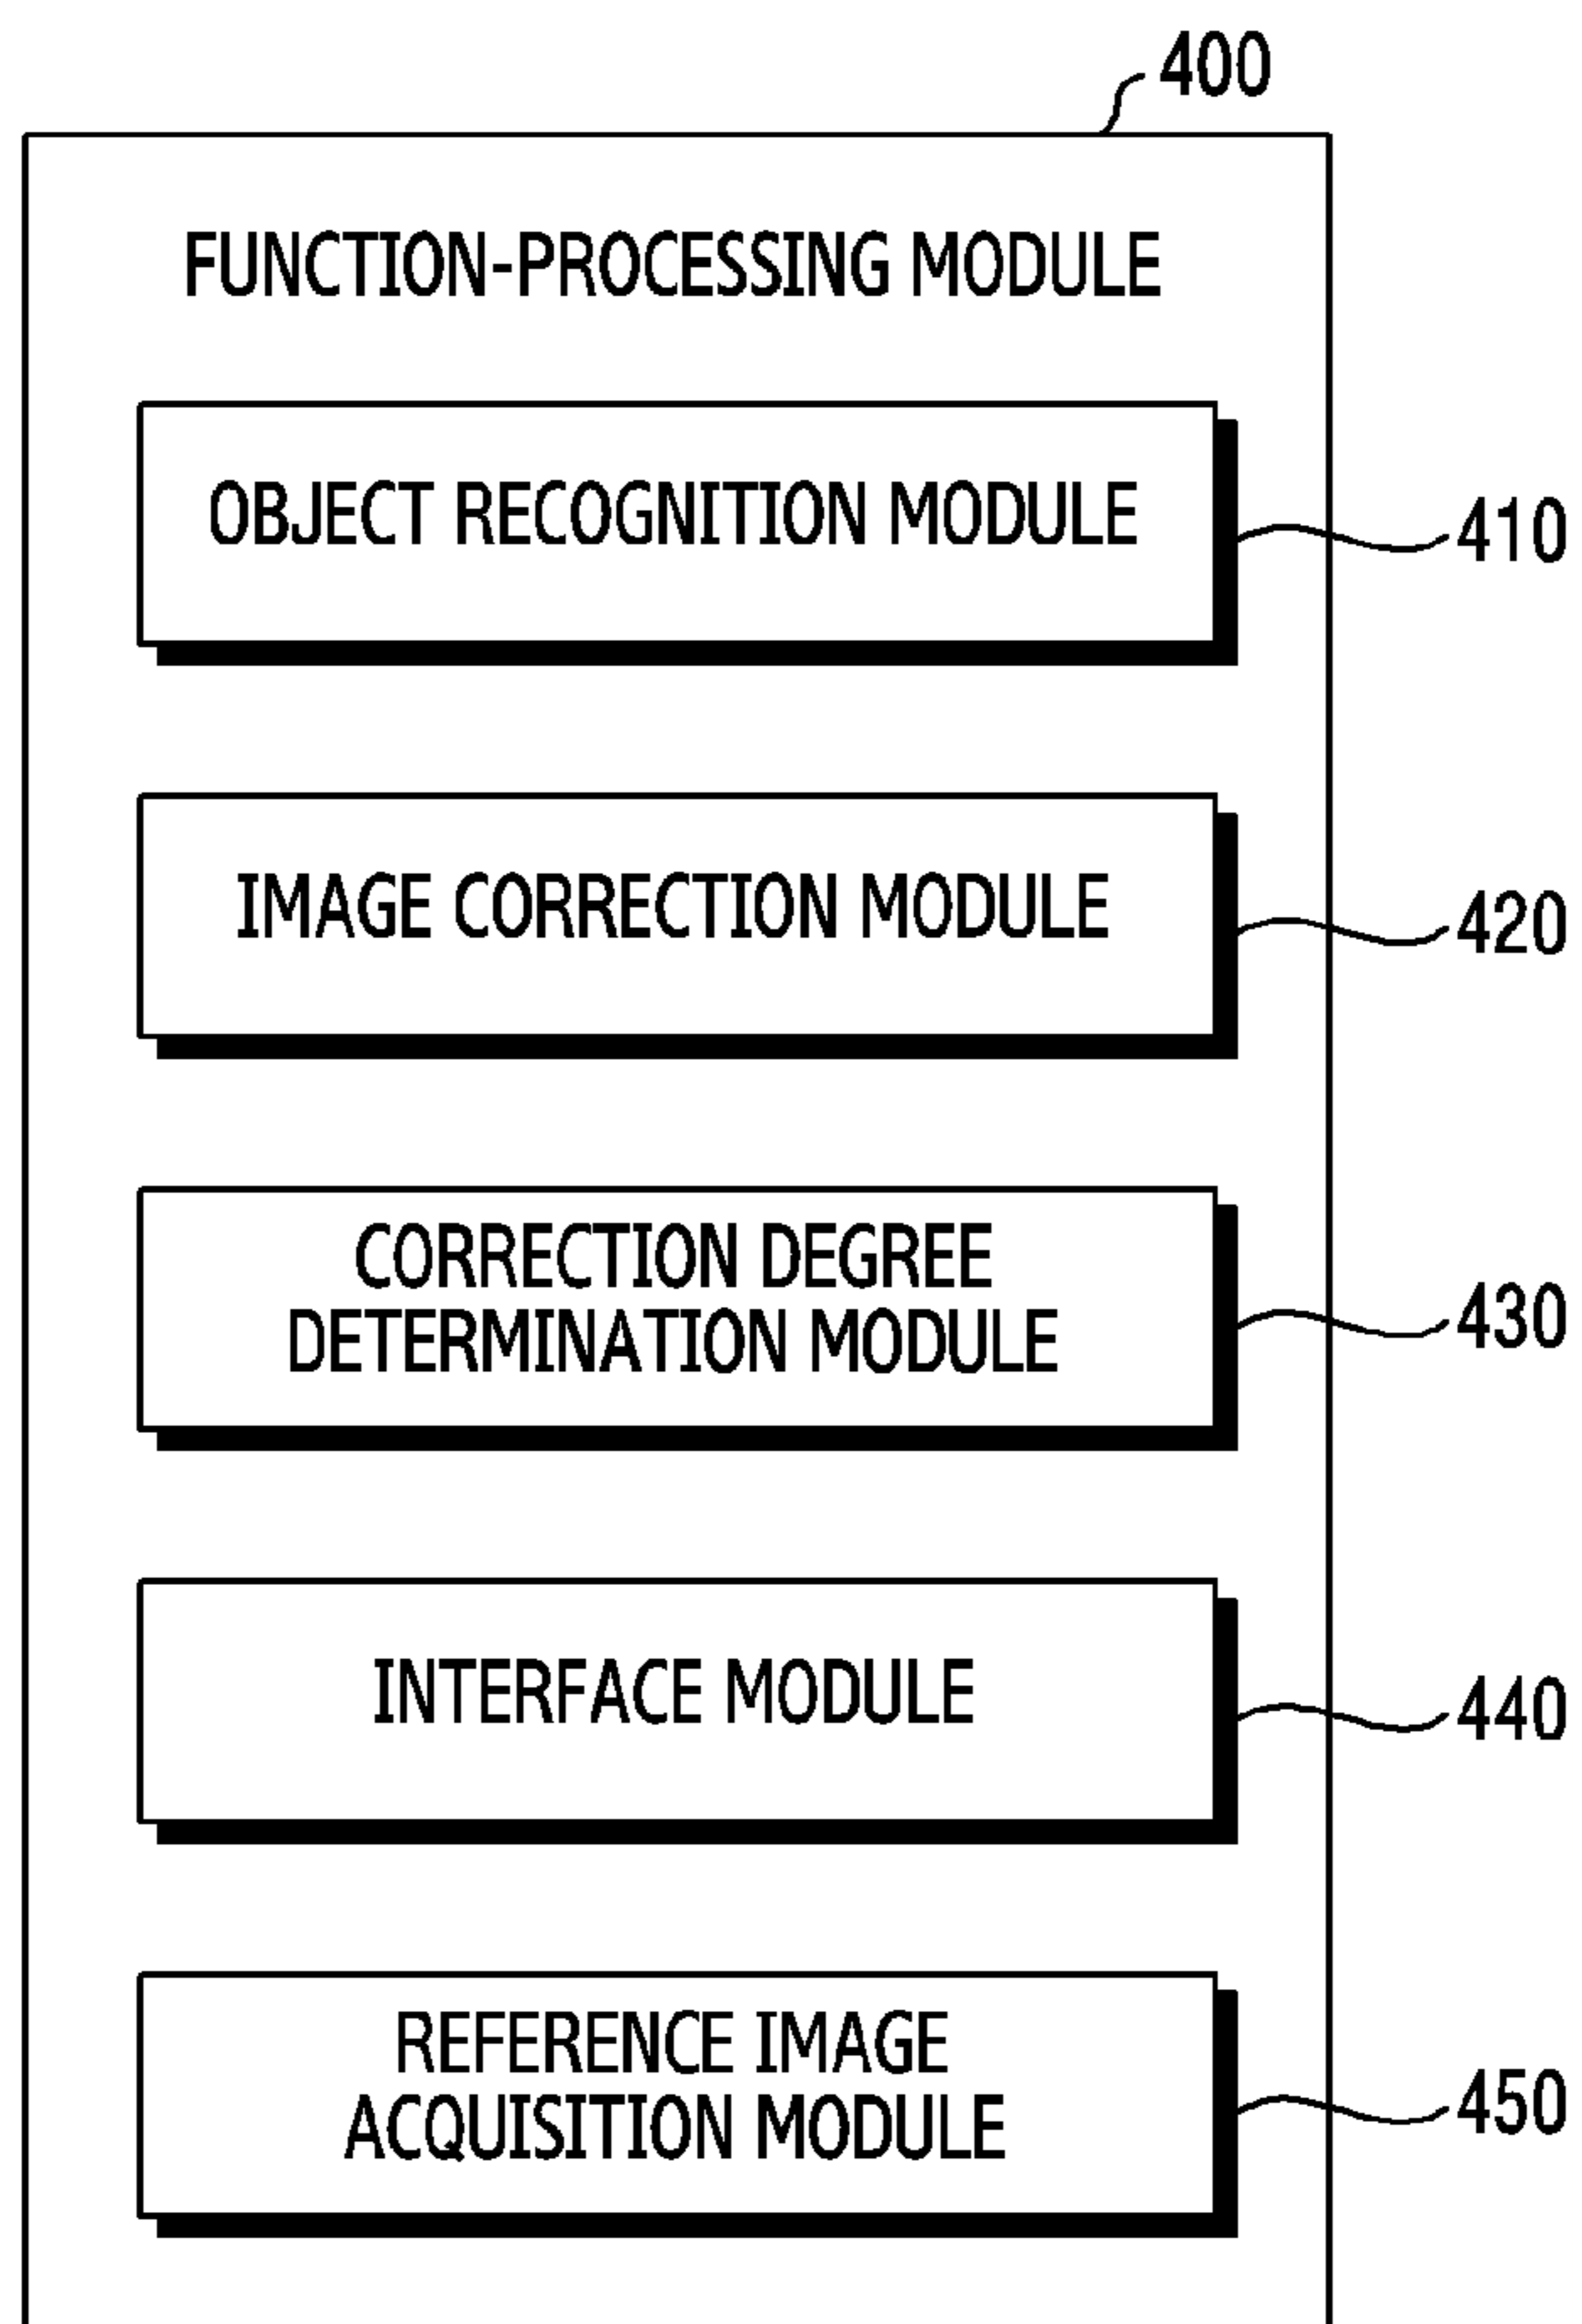 400
FUNCTION-PROCESSING MODULE
OBJECT RECOGNITION MODULE
410
IMAGE CORRECTION MODULE
420
CORRECTION DEGREE
DETERMINATION MODULE
430
INTERFACE MODULE
440
REFERENCE IMAGE
ACQUISITION MODULE
450